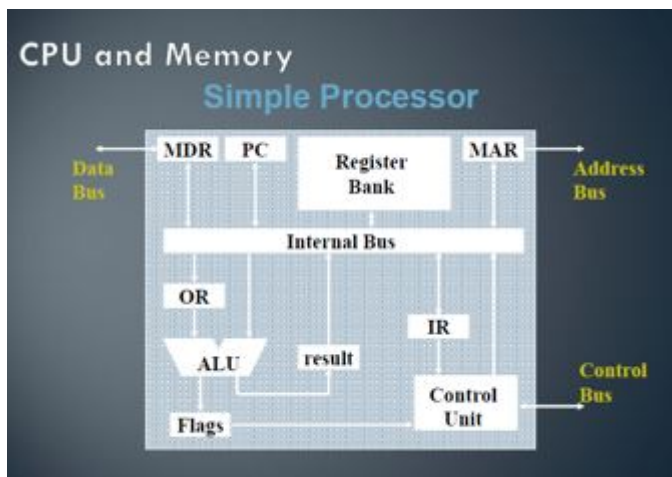 CPU and Memory
Simple Processor
MDR
PC
Register
Bank
MAR
Data
Bus
Address
Bus
Internal Bus
OR
IR
ALU
result
Control
Unit
Control
Bus
Flags